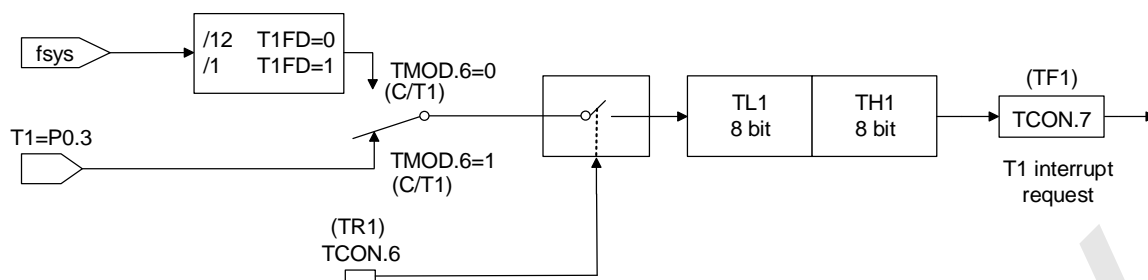 fsys
/12 T1FD=0
/1 T1FD=1
TMOD.6=0
(C/T1)
T1=P0.3
TMOD.6=1
(C/T1)
(TR1)
TCON.6
TL1
8 bit
TH1
8 bit
(TF1)
TCON.7
T1 interrupt
request